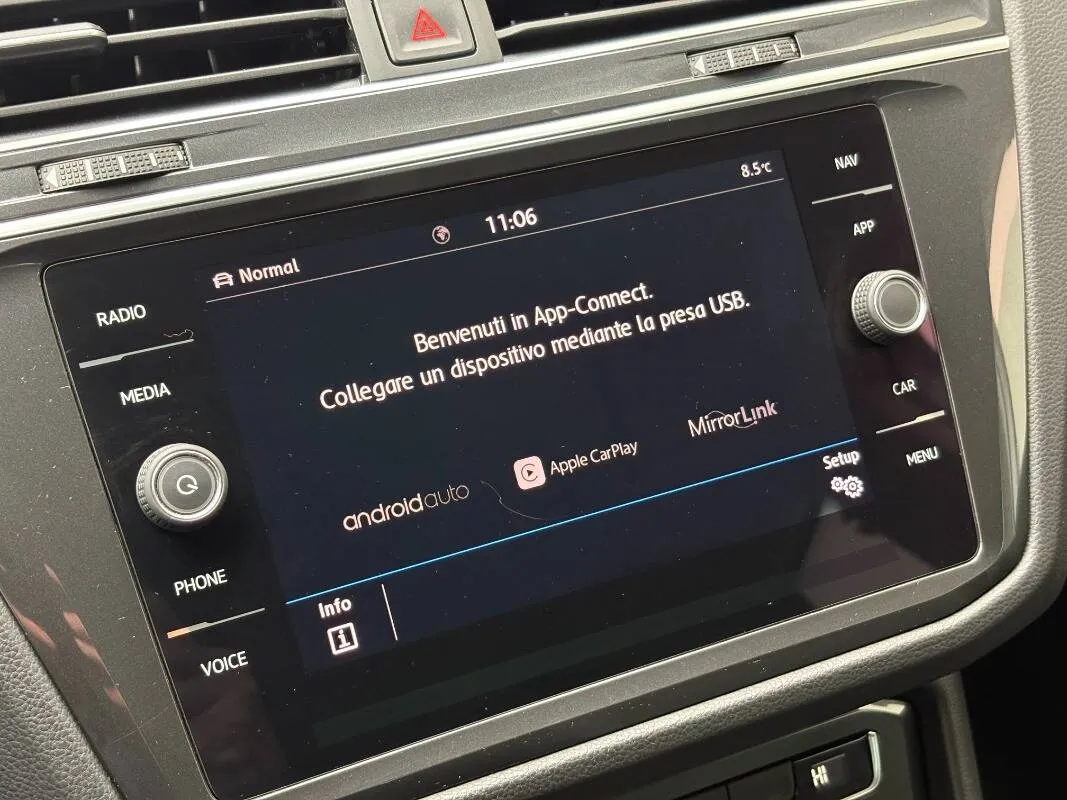 8.5°C
11:06
Normal
NAV
APP
RADIO
MEDIA
Benvenuti in App-Connect.
Collegare un dispositivo mediante la presa USB.
CAR
MENU
androidauto
Apple CarPlay
MirrorLink
Setup
PHONE
VOICE
Info
HI